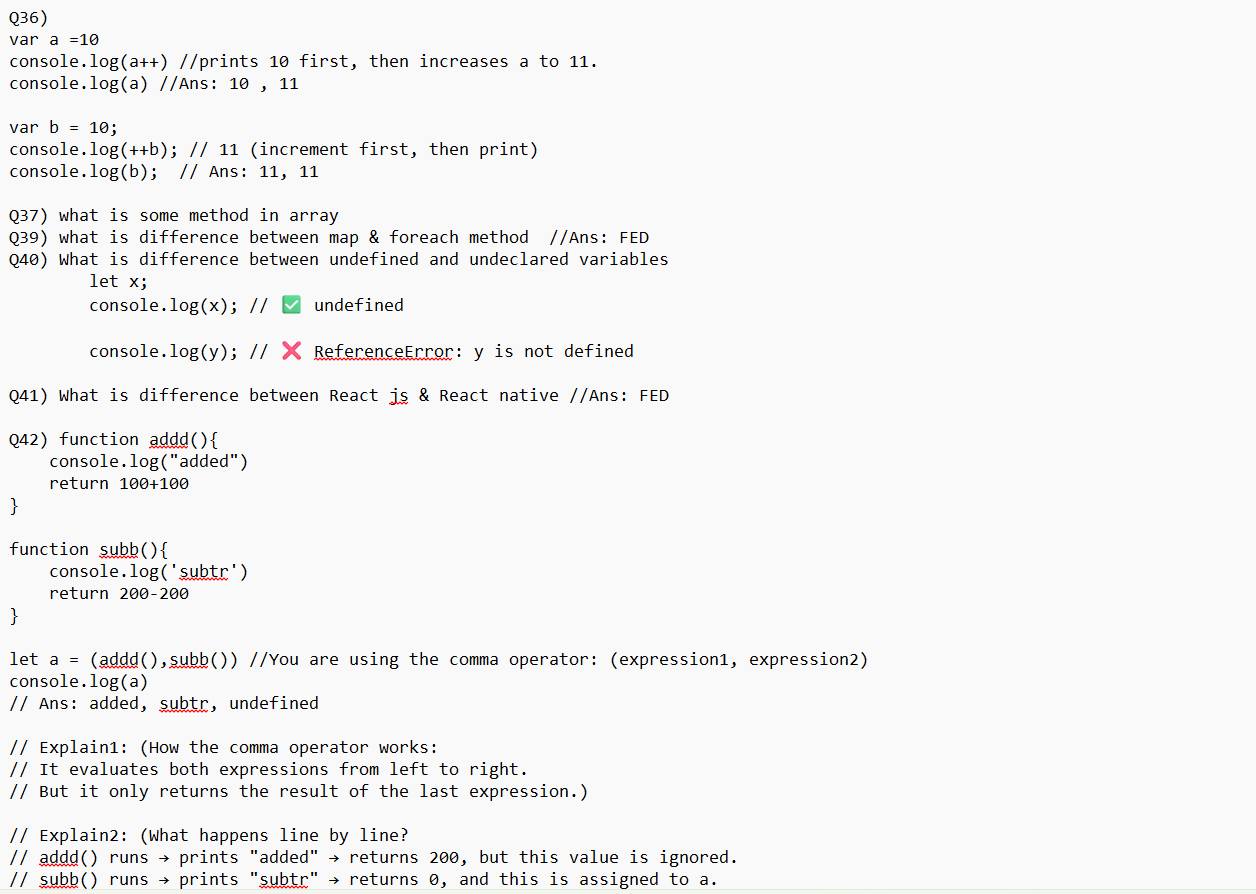 Q36)
var a =10
console.log(a++) //prints 10 first, then increases a to 11.
console.log(a) //Ans: 10 , 11
var b = 10;
console.log(++b); // 11 (increment first, then print)
console.log(b);  // Ans: 11, 11
Q37) what is some method in array
Q39) what is difference between map & foreach method  //Ans: FED
Q40) What is difference between undefined and undeclared variables
        let x;
        console.log(x); // ✅ undefined
        console.log(y); // ❌ ReferenceError: y is not defined
Q41) What is difference between React js & React native //Ans: FED
Q42) function addd(){
    console.log("added")
    return 100+100
}
function subb(){
    console.log('subtr')
    return 200-200
}
let a = (addd(),subb()) //You are using the comma operator: (expression1, expression2)
console.log(a)
// Ans: added, subtr, undefined
// Explain1: (How the comma operator works:
// It evaluates both expressions from left to right.
// But it only returns the result of the last expression.)
// Explain2: (What happens line by line?
// addd() runs → prints "added" → returns 200, but this value is ignored.
// subb() runs → prints "subtr" → returns 0, and this is assigned to a.